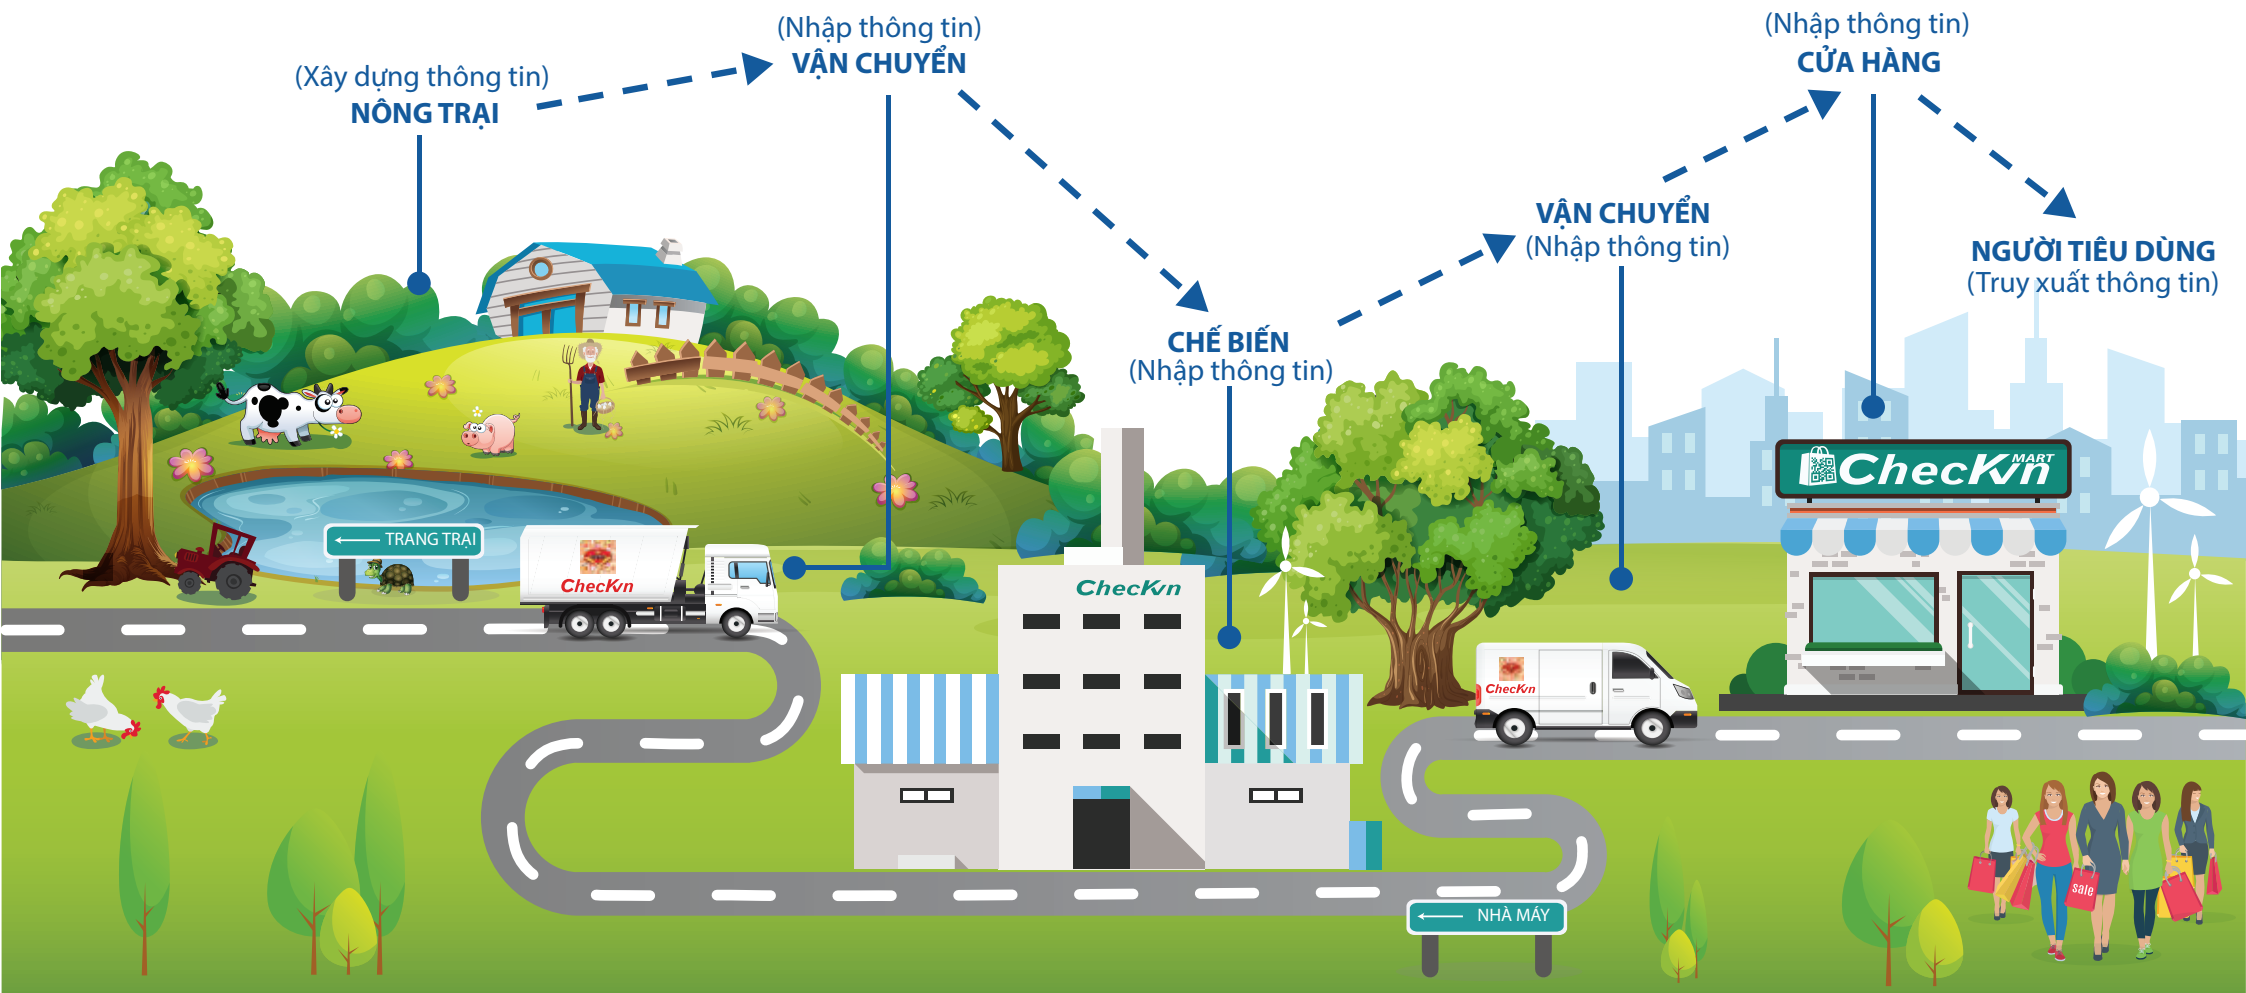 (Xây dựng thông tin)
NÔNG TRẠI
(Nhập thông tin)
VẬN CHUYỂN
CHẾ BIẾN
(Nhập thông tin)
VẬN CHUYỂN
(Nhập thông tin)
(Nhập thông tin)
CỬA HÀNG
NGƯỜI TIÊU DÙNG
(Truy xuất thông tin)
TRANG TRẠI
ChecKvn
ChecKvn
ChecKvn
ChecKvn MART
NHÀ MÁY
sale